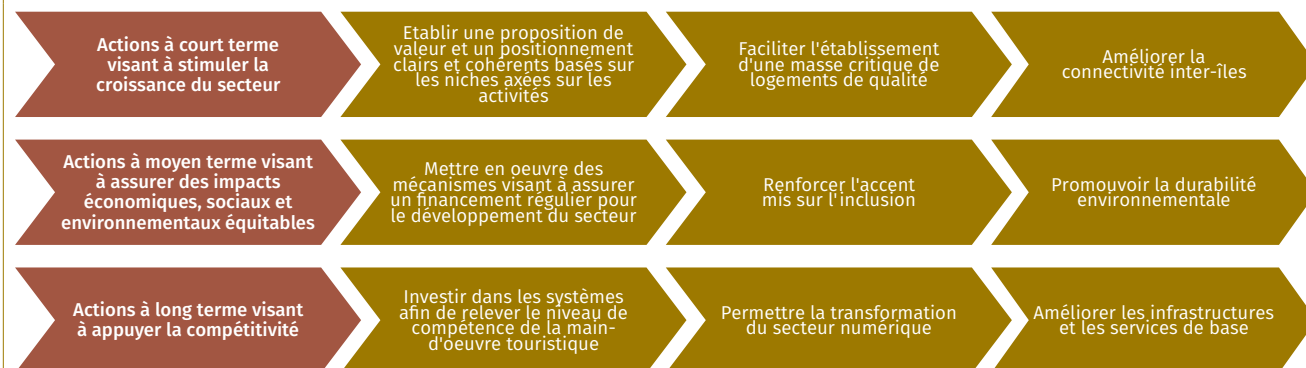 Actions à court terme
visant à stimuler la
croissance du secteur
Etablir une proposition de
valeur et un positionnement
clairs et cohérents basés sur
les niches axées sur les
activités
Faciliter l'établissement
d'une masse critique de
logements de qualité
Améliorer la
connectivité inter-îles
Actions à moyen terme visant
à assurer des impacts
économiques, sociaux et
environnementaux équitables
Mettre en oeuvre des
mécanismes visant à assurer
un financement régulier pour
le développement du secteur
Renforcer l'accent
mis sur l'inclusion
Promouvoir la durabilité
environnementale
Actions à long terme visant
à appuyer la compétitivité
Investir dans les systèmes
afin de relever le niveau de
compétence de la main-
d'oeuvre touristique
Permettre la transformation
du secteur numérique
Améliorer les infrastructures
et les services de base